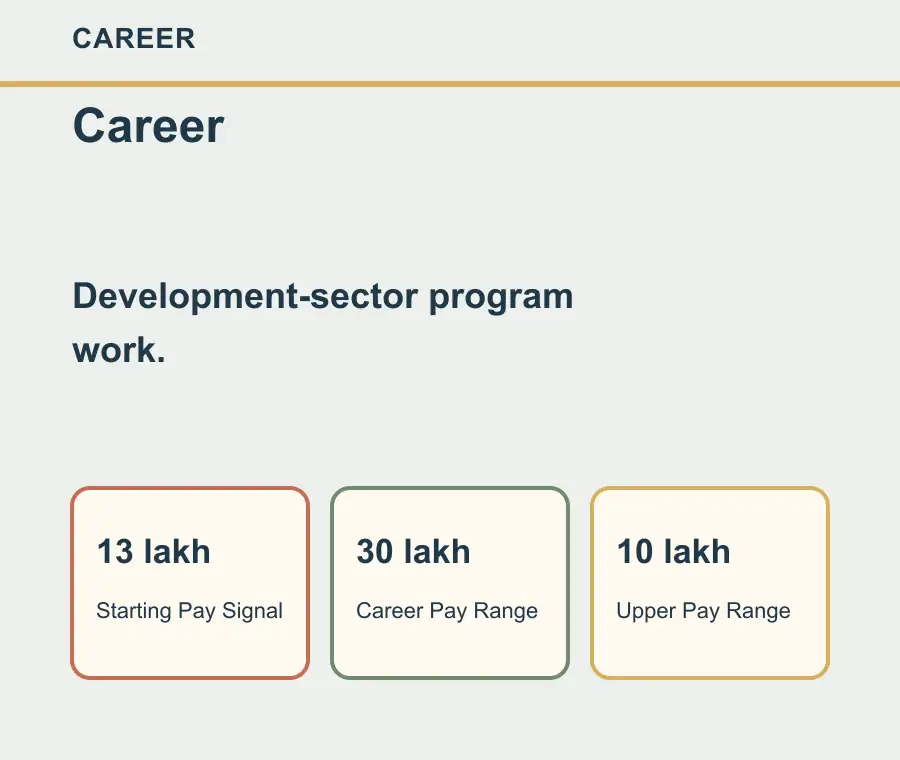 CAREER
Career
Development-sector program
work.
13 lakh
Starting Pay Signal
30 lakh
Career Pay Range
10 lakh
Upper Pay Range